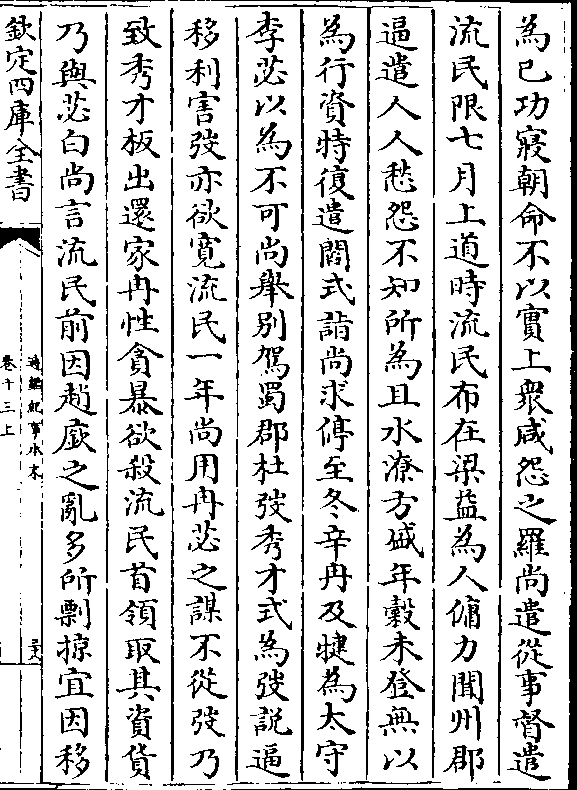 為已功寢朝命不以實上衆咸怨之羅尚遣從事督遣
流民限七月上道時流民布在梁益為人傭力聞州郡
逼遣人人愁怨不知所為且水潦方盛年穀未登無以
為行資特復遣閻式詣尚求停至冬辛冉及犍為太守
李苾以為不可尚舉别駕蜀郡杜弢秀才式為弢說逼
移利害弢亦欲寬流民一年尚用冉苾之謀不從弢乃
致秀才板出還家冉性貪暴欲殺流民首領取其資貨
乃與苾白尚言流民前因趙廞之亂多所剽掠宜因移
欽定四庫全書
通鑑紀事本末
卷十三上